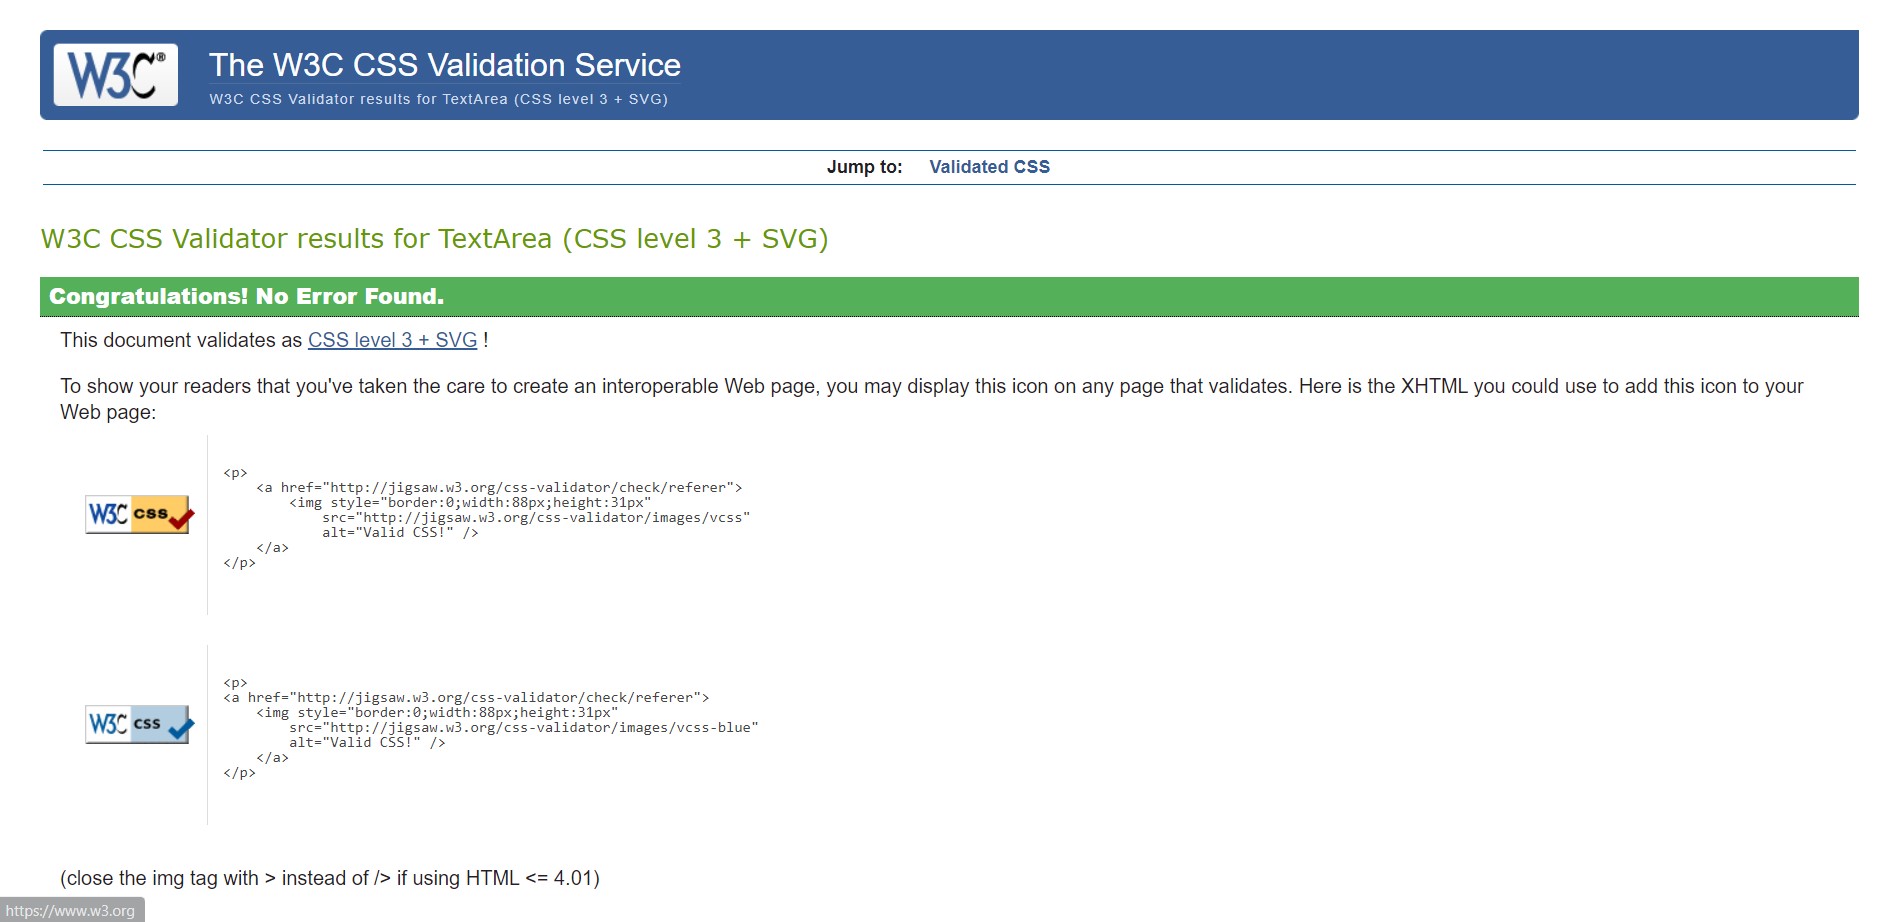 W3C®
The W3C CSS Validation Service
W3C CSS Validator results for TextArea (CSS level 3 + SVG)
Jump to: Validated CSS
W3C CSS Validator results for TextArea (CSS level 3 + SVG)
Congratulations! No Error Found.
This document validates as CSS level 3 + SVG !
To show your readers that you've taken the care to create an interoperable Web page, you may display this icon on any page that validates. Here is the XHTML you could use to add this icon to your
Web page:
W3C css
<p>
    <a href="http://jigsaw.w3.org/css-validator/check/referer">
        <img style="border:0;width:88px;height:31px"
            src="http://jigsaw.w3.org/css-validator/images/vcss"
            alt="Valid CSS!" />
    </a>
</p>
W3C css
<p>
<a href="http://jigsaw.w3.org/css-validator/check/referer">
    <img style="border:0;width:88px;height:31px"
        src="http://jigsaw.w3.org/css-validator/images/vcss-blue"
        alt="Valid CSS!" />
    </a>
</p>
(close the img tag with > instead of /> if using HTML <= 4.01)
https://www.w3.org